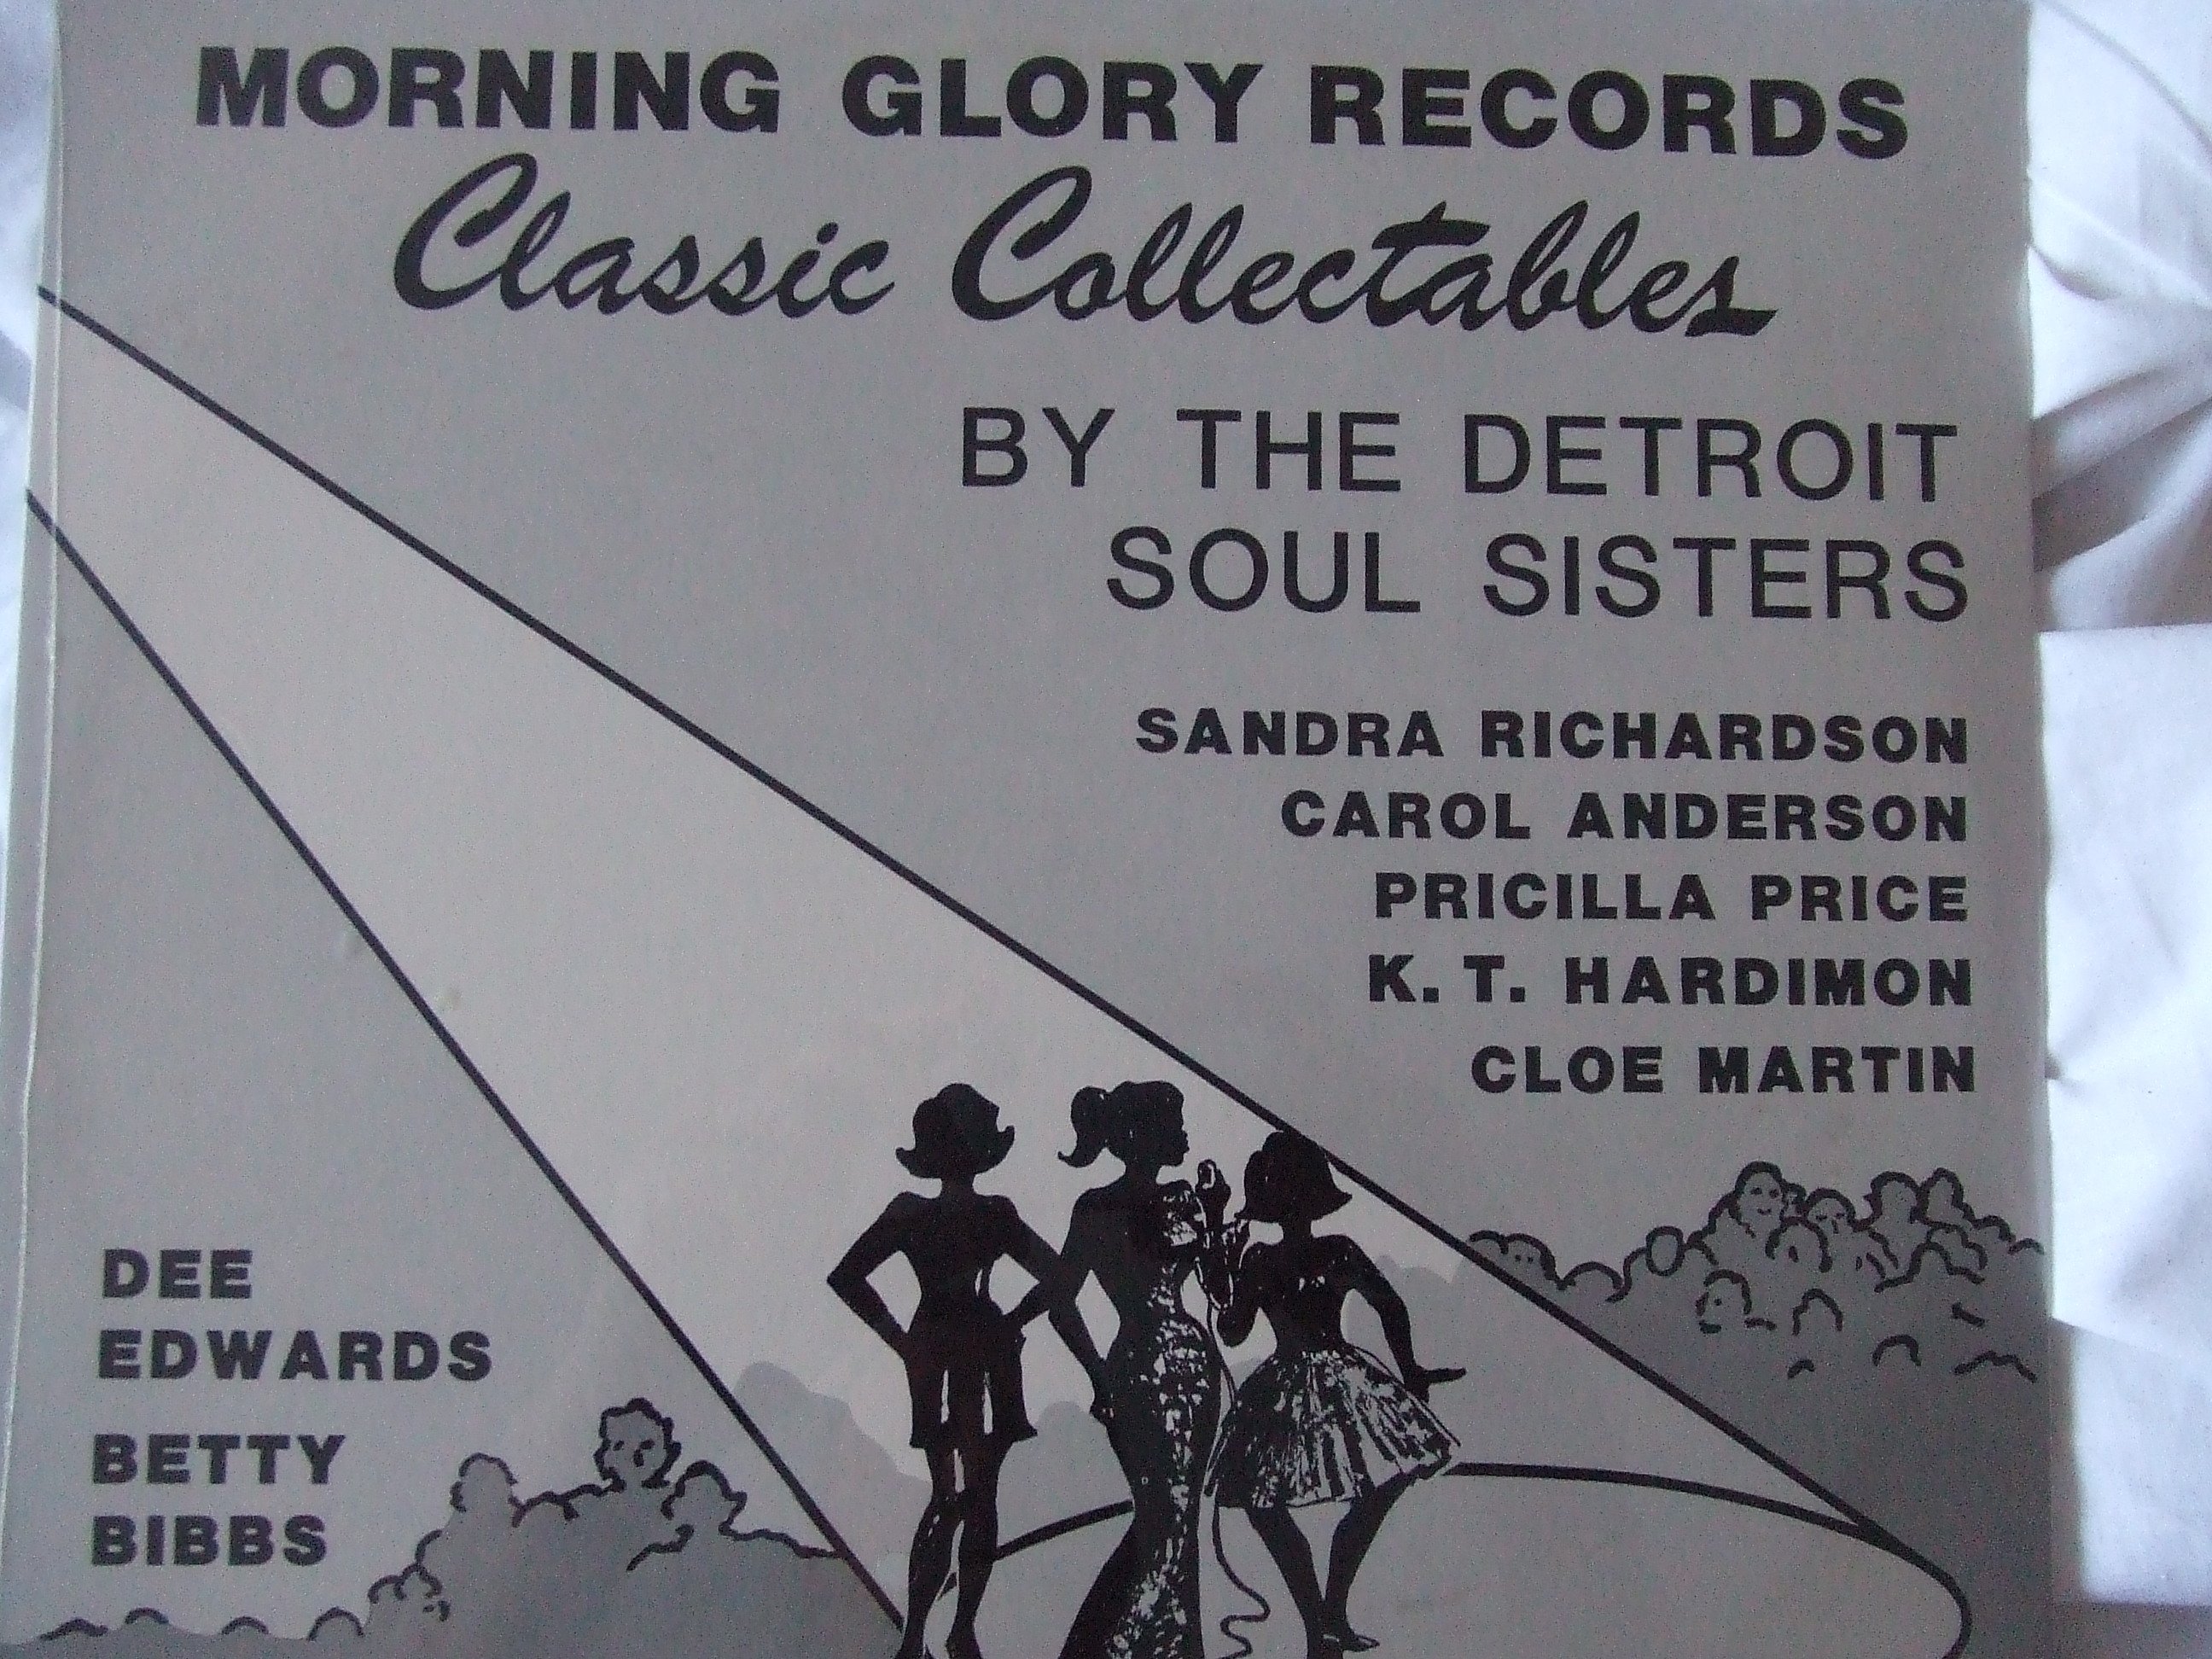 MORNING GLORY RECORDS
Classic Collectables
BY THE DETROIT
SOUL SISTERS
SANDRA RICHARDSON
CAROL ANDERSON
PRICILLA PRICE
K. T. HARDIMON
CLOE MARTIN
DEE
EDWARDS
BETTY
BIBBS